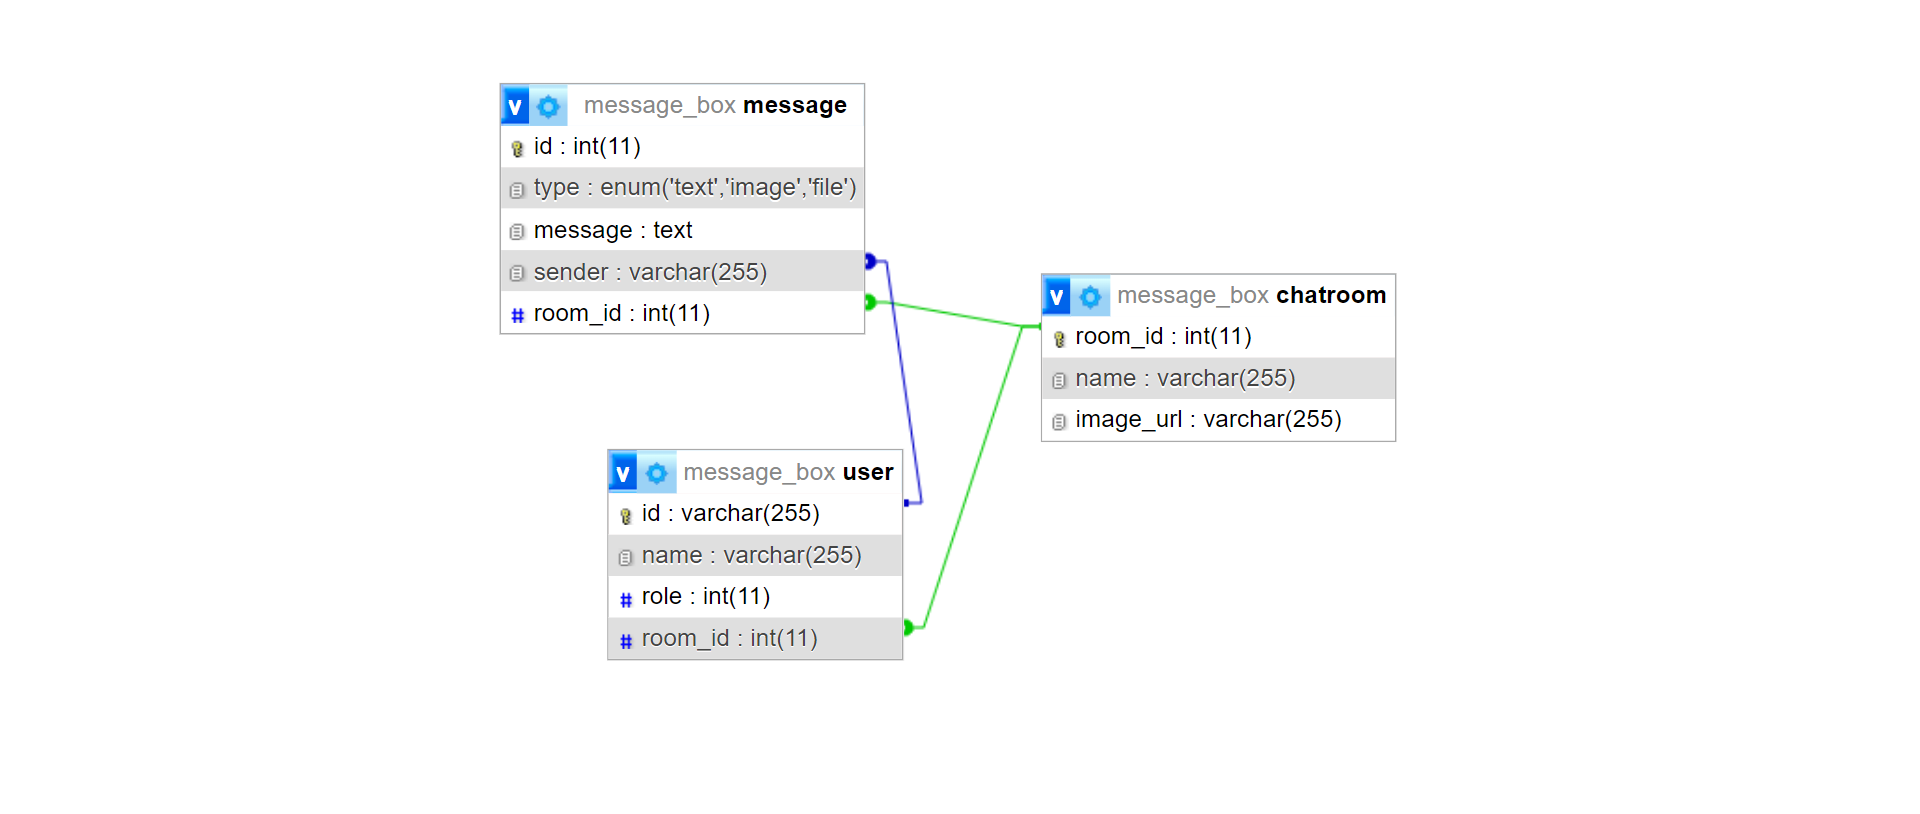 v message_box message
id : int(11)
type : enum('text','image','file')
message : text
sender : varchar(255)
# room_id : int(11)
v message_box chatroom
room_id : int(11)
name : varchar(255)
image_url : varchar(255)
v message_box user
id : varchar(255)
name : varchar(255)
# role : int(11)
# room_id : int(11)